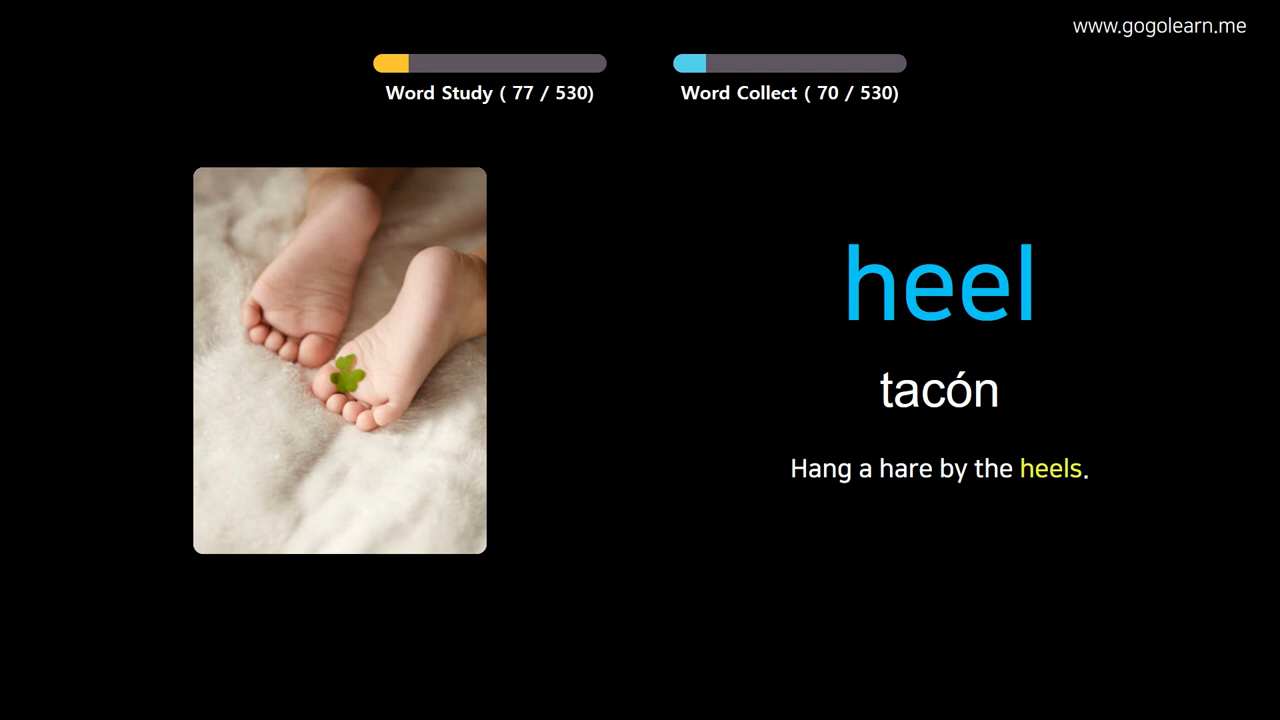 www.gogolearn.me
Word Study ( 77 / 530)
Word Collect ( 70 / 530)
heel
tacón
Hang a hare by the heels.